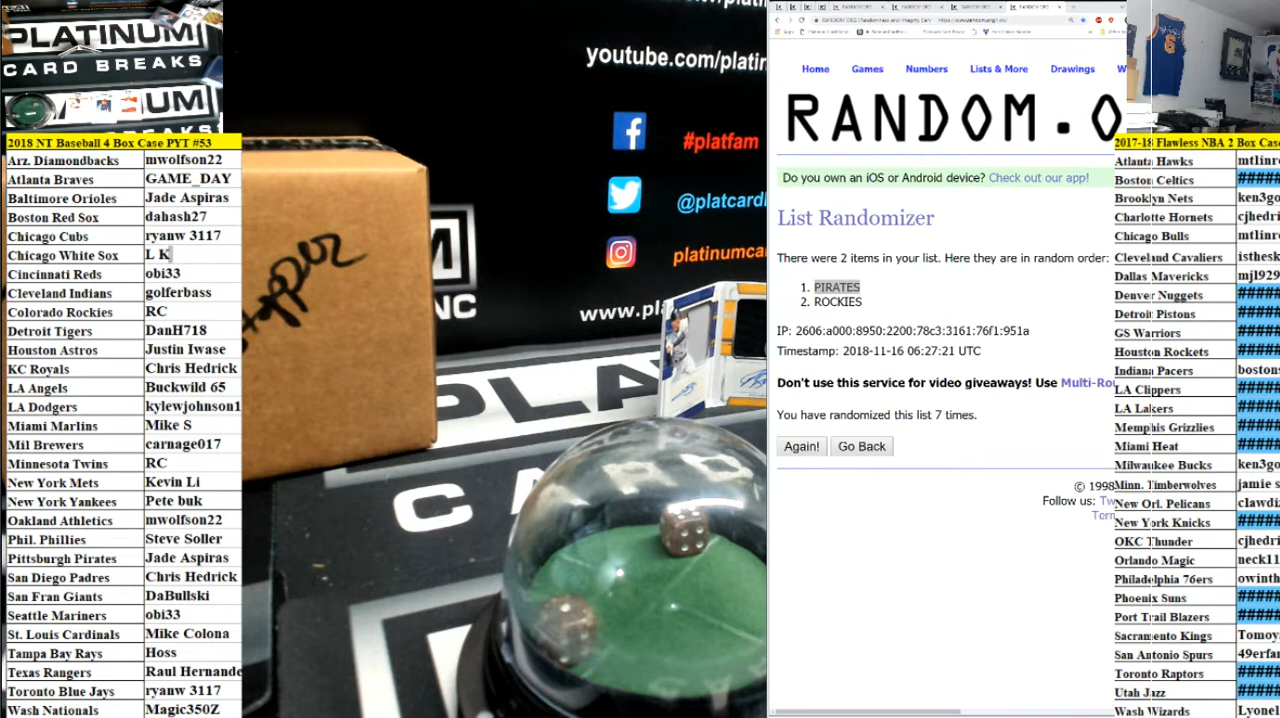 PLATINUM
CARD BREAKS
UM
2018 NT Baseball 4 Box Case PYT #53
Arz. Diamondbacks mwolfson22
Atlanta Braves GAME_DAY
Baltimore Orioles Jade Aspiras
Boston Red Sox dahash27
Chicago Cubs ryanw 3117
Chicago White Sox L K
Cincinnati Reds obi33
Cleveland Indians golferbass
Colorado Rockies RC
Detroit Tigers DanH718
Houston Astros Justin Iwase
KC Royals Chris Hedrick
LA Angels Buckwild 65
LA Dodgers kylewjohnson1
Miami Marlins Mike S
Mil Brewers carnage017
Minnesota Twins RC
New York Mets Kevin Li
New York Yankees Pete buk
Oakland Athletics mwolfson22
Phil. Phillies Steve Soller
Pittsburgh Pirates Jade Aspiras
San Diego Padres Chris Hedrick
San Fran Giants DaBullski
Seattle Mariners obi33
St. Louis Cardinals Mike Colona
Tampa Bay Rays Hoss
Texas Rangers Raul Hernande
Toronto Blue Jays ryanw 3117
Wash Nationals Magic350Z
youtube.com/platin
#platfam
@platcardb
platinumcar
www.pla
NC
PLA
CARD
Home Games Numbers Lists & More Drawings W
RANDOM.O
Do you own an iOS or Android device? Check out our app!
List Randomizer
There were 2 items in your list. Here they are in random order:
1. PIRATES
2. ROCKIES
IP: 2606:a000:8950:2200:78c3:3161:76f1:951a
Timestamp: 2018-11-16 06:27:21 UTC
Don't use this service for video giveaways! Use Multi-Rou
You have randomized this list 7 times.
Again! Go Back
© 1998
Follow us: Tw
Term
2017-18 Flawless NBA 2 Box Case
Atlanta Hawks mtlinre
Boston Celtics #####
Brooklyn Nets ken3go
Charlotte Hornets cjhedri
Chicago Bulls mtlinre
Cleveland Cavaliers isthesk
Dallas Mavericks mjl929
Denver Nuggets #####
Detroit Pistons #####
GS Warriors #####
Houston Rockets #####
Indiana Pacers bostons
LA Clippers #####
LA Lakers #####
Memphis Grizzlies #####
Miami Heat #####
Milwaukee Bucks ken3go
Minn. Timberwolves jamie s
New Orl. Pelicans clawdi
New York Knicks #####
OKC Thunder cjhedri
Orlando Magic neck11
Philadelphia 76ers owinth
Phoenix Suns #####
Port Trail Blazers #####
Sacramento Kings Tomoy
San Antonio Spurs 49erfan
Toronto Raptors #####
Utah Jazz #####
Wash Wizards Lyonel